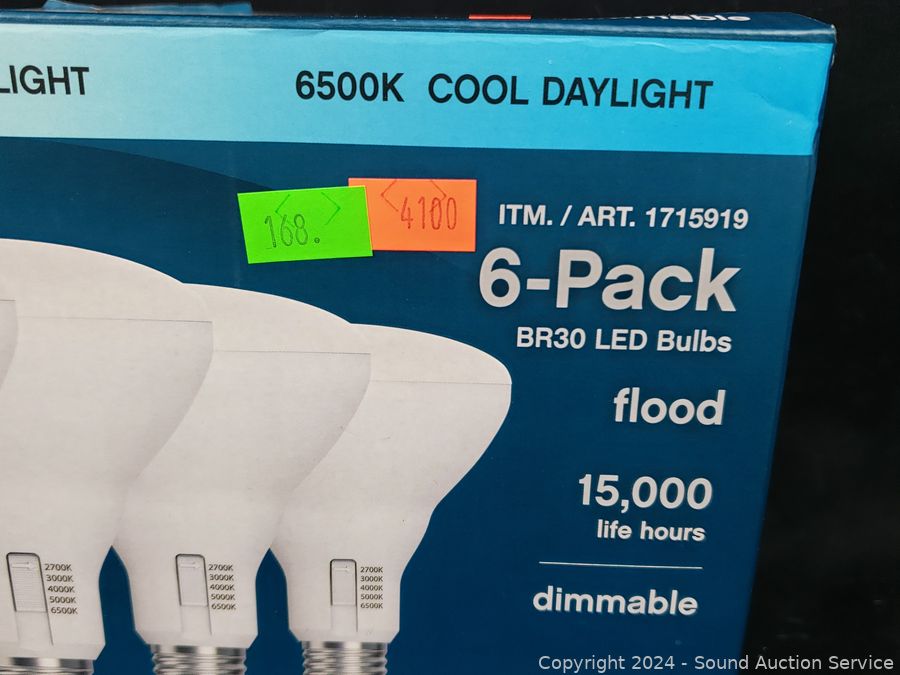 LIGHT
6500K COOL DAYLIGHT
168.
4100
ITM. / ART. 1715919
6-Pack
BR30 LED Bulbs
flood
15,000
life hours
dimmable
2700K
3000K
4000K
5000K
6500K
2700K
3000K
4000K
5000K
6500K
2700K
3000K
4000K
5000K
6500K
Copyright 2024 - Sound Auction Service